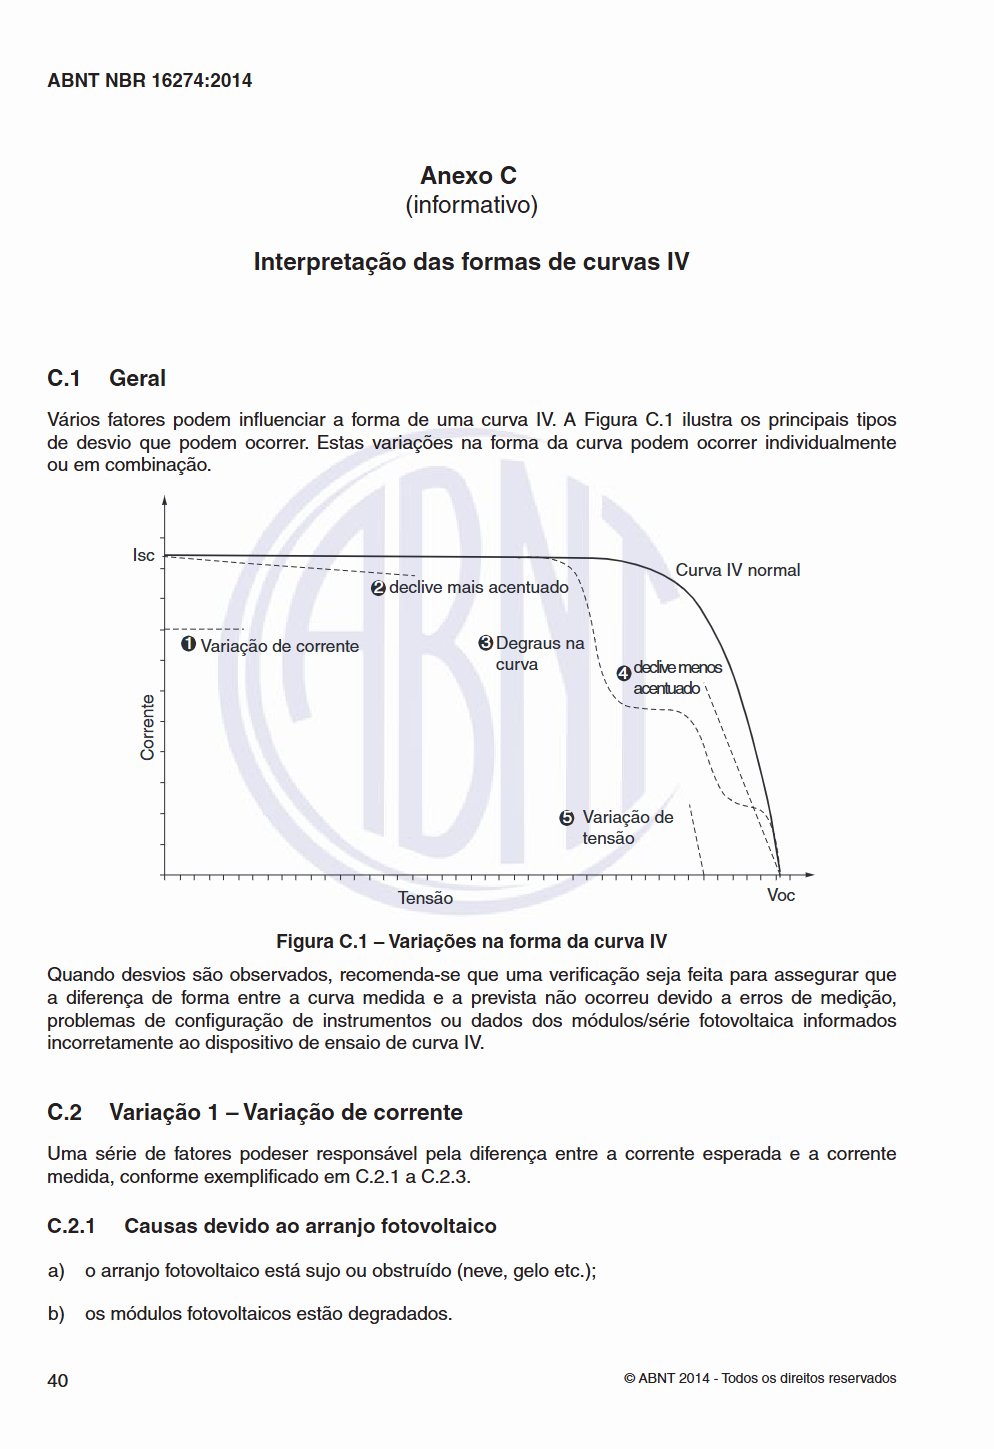 ABNT NBR 16274:2014
Anexo C
(informativo)
Interpretação das formas de curvas IV
C.1 Geral
Vários fatores podem influenciar a forma de uma curva IV. A Figura C.1 ilustra os principais tipos
de desvio que podem ocorrer. Estas variações na forma da curva podem ocorrer individualmente
ou em combinação.
ABNT
Isc
Curva IV normal
2 declive mais acentuado
1 Variação de corrente
3 Degraus na
curva
4 declive menos
acentuado
Corrente
5 Variação de
tensão
Tensão
Voc
Figura C.1 – Variações na forma da curva IV
Quando desvios são observados, recomenda-se que uma verificação seja feita para assegurar que
a diferença de forma entre a curva medida e a prevista não ocorreu devido a erros de medição,
problemas de configuração de instrumentos ou dados dos módulos/série fotovoltaica informados
incorretamente ao dispositivo de ensaio de curva IV.
C.2 Variação 1 – Variação de corrente
Uma série de fatores podeser responsável pela diferença entre a corrente esperada e a corrente
medida, conforme exemplificado em C.2.1 a C.2.3.
C.2.1 Causas devido ao arranjo fotovoltaico
a) o arranjo fotovoltaico está sujo ou obstruído (neve, gelo etc.);
b) os módulos fotovoltaicos estão degradados.
40
© ABNT 2014 - Todos os direitos reservados